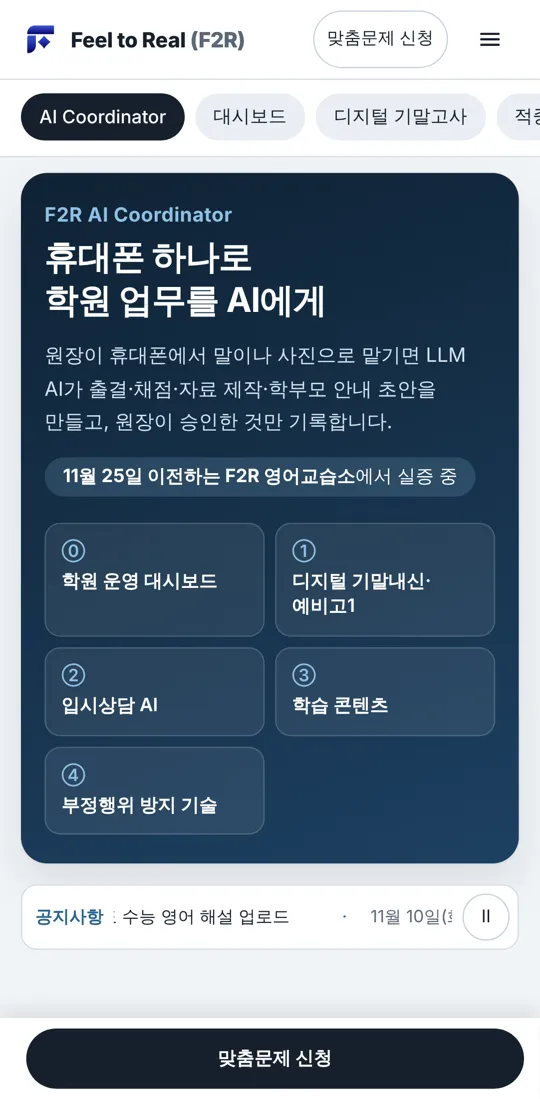 Feel to Real (F2R)
맞춤문제 신청
AI Coordinator
대시보드
디지털 기말고사
F2R AI Coordinator
휴대폰 하나로
학원 업무를 AI에게
원장이 휴대폰에서 말이나 사진으로 맡기면 LLM
AI가 출결·채점·자료 제작·학부모 안내 초안을
만들고, 원장이 승인한 것만 기록합니다.
11월 25일 이전하는 F2R 영어교습소에서 실증 중
⓪
학원 운영 대시보드
①
디지털 기말내신·
예비고1
②
입시상담 AI
③
학습 콘텐츠
④
부정행위 방지 기술
공지사항
수능 영어 해설 업로드
·
11월 10일
맞춤문제 신청